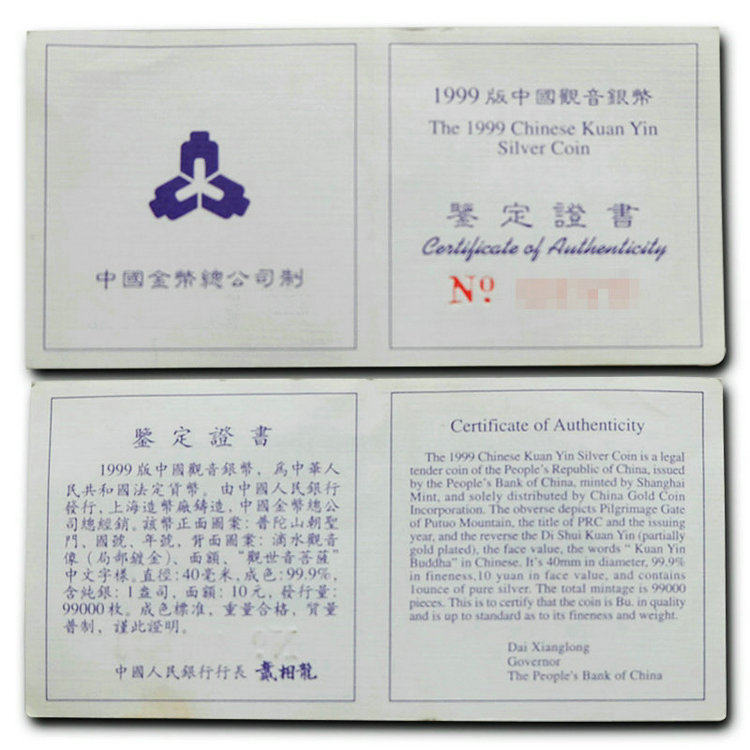 中國金幣總公司制
1999版中國觀音銀幣
The 1999 Chinese Kuan Yin
Silver Coin
鑒定證書
Certificate of Authenticity
Nº
鑒定證書
1999版中國觀音銀幣，爲中華人
民共和國法定貨幣。由中國人民銀行
發行，上海造幣廠鑄造，中國金幣總公
司總經銷。該幣正面圖案：普陀山朝聖
門、國號、年號，背面圖案：滴水觀音
像（局部鍍金）、面額、“觀世音菩薩”
中文字樣。直徑：40毫米，成色：99.9%，
含純銀：1盎司，面額：10元，發行量：
99000枚。成色標准，重量合格，質量
普制，謹此證明。
中國人民銀行行長 戴相龍
Certificate of Authenticity
The 1999 Chinese Kuan Yin Silver Coin is a legal
tender coin of the People's Republic of China, issued
by the People's Bank of China, minted by Shanghai
Mint, and solely distributed by China Gold Coin
Incorporation. The obverse depicts Pilgrimage Gate
of Putuo Mountain, the title of PRC and the issuing
year, and the reverse the Di Shui Kuan Yin (partially
gold plated), the face value, the words “ Kuan Yin
Buddha” in Chinese. It's 40mm in diameter, 99.9%
in fineness,10 yuan in face value, and contains
1ounce of pure silver. The total mintage is 99000
pieces. This is to certify that the coin is Bu. in quality
and is up to standard as to its fineness and weight.
Dai Xianglong
Governor
The People's Bank of China